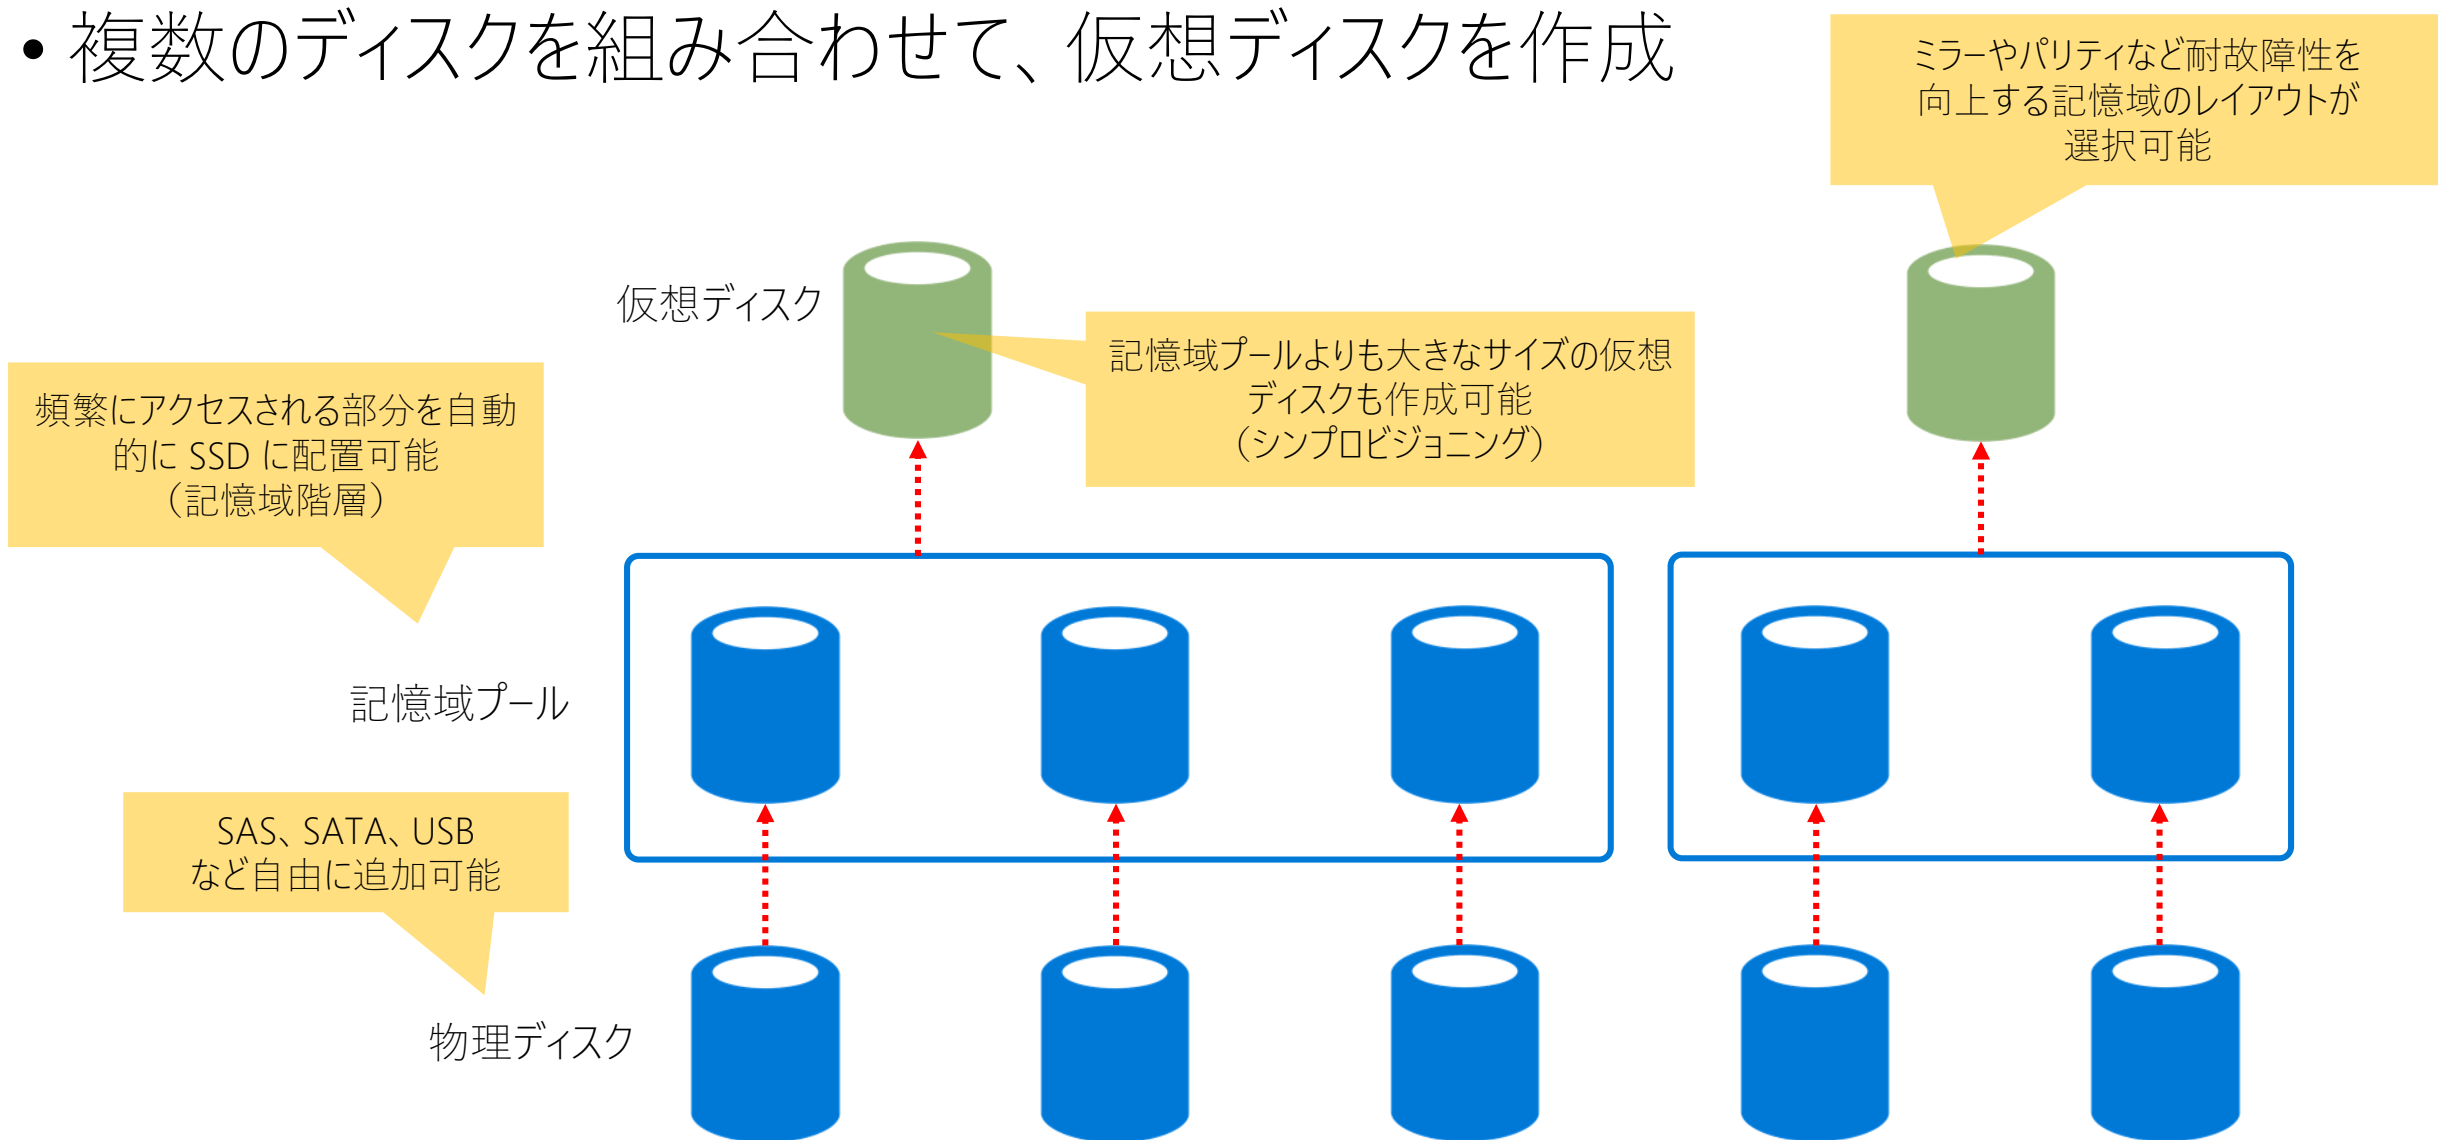 • 複数のディスクを組み合わせて、仮想ディスクを作成
ミラーやパリティなど耐故障性を
向上する記憶域のレイアウトが
選択可能
仮想ディスク
記憶域プールよりも大きなサイズの仮想
ディスクも作成可能
（シンプロビジョニング）
頻繁にアクセスされる部分を自動
的に SSD に配置可能
（記憶域階層）
記憶域プール
SAS、SATA、USB
など自由に追加可能
物理ディスク